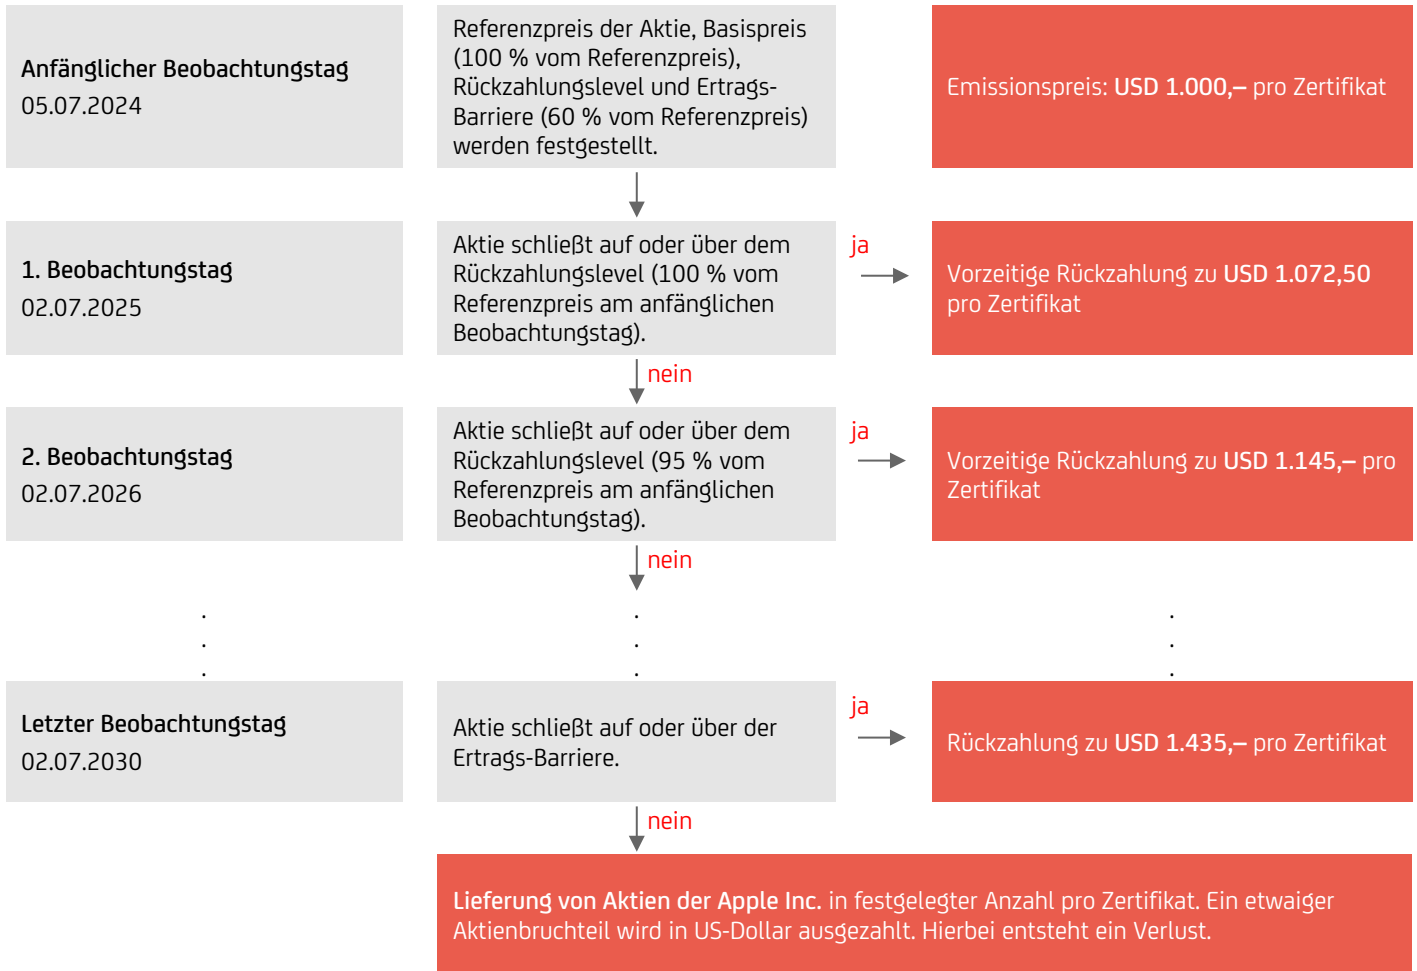 Anfänglicher Beobachtungstag
05.07.2024
Referenzpreis der Aktie, Basispreis
(100 % vom Referenzpreis),
Rückzahlungslevel und Ertrags-
Barriere (60 % vom Referenzpreis)
werden festgestellt.
Emissionspreis: USD 1.000,– pro Zertifikat
1. Beobachtungstag
02.07.2025
Aktie schließt auf oder über dem
Rückzahlungslevel (100 % vom
Referenzpreis am anfänglichen
Beobachtungstag).
ja
Vorzeitige Rückzahlung zu USD 1.072,50
pro Zertifikat
nein
2. Beobachtungstag
02.07.2026
Aktie schließt auf oder über dem
Rückzahlungslevel (95 % vom
Referenzpreis am anfänglichen
Beobachtungstag).
ja
Vorzeitige Rückzahlung zu USD 1.145,– pro
Zertifikat
nein
. . .
. . .
. . .
Letzter Beobachtungstag
02.07.2030
Aktie schließt auf oder über der
Ertrags-Barriere.
ja
Rückzahlung zu USD 1.435,– pro Zertifikat
nein
Lieferung von Aktien der Apple Inc. in festgelegter Anzahl pro Zertifikat. Ein etwaiger
Aktienbruchteil wird in US-Dollar ausgezahlt. Hierbei entsteht ein Verlust.